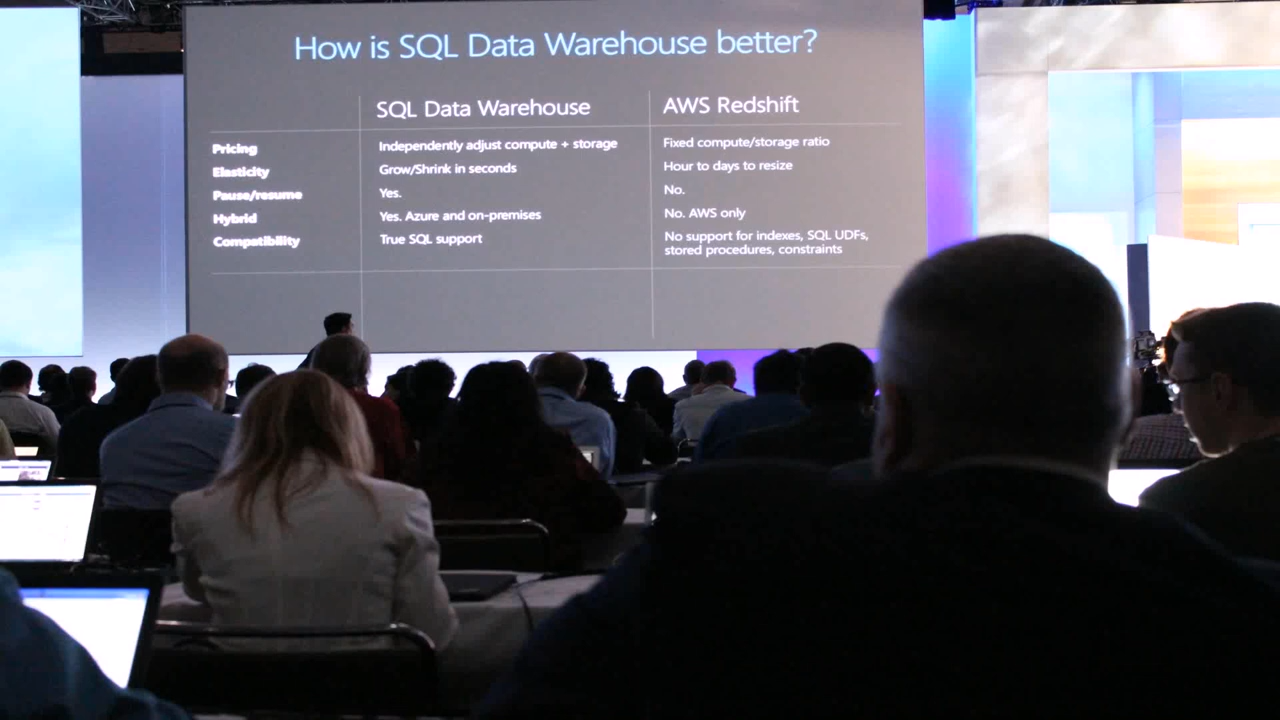 How is SQL Data Warehouse better?
SQL Data Warehouse AWS Redshift
Pricing Independently adjust compute + storage Fixed compute/storage ratio
Elasticity Grow/Shrink in seconds Hour to days to resize
Pause/resume Yes. No.
Hybrid Yes. Azure and on-premises No. AWS only
Compatibility True SQL support No support for indexes, SQL UDFs,
stored procedures, constraints